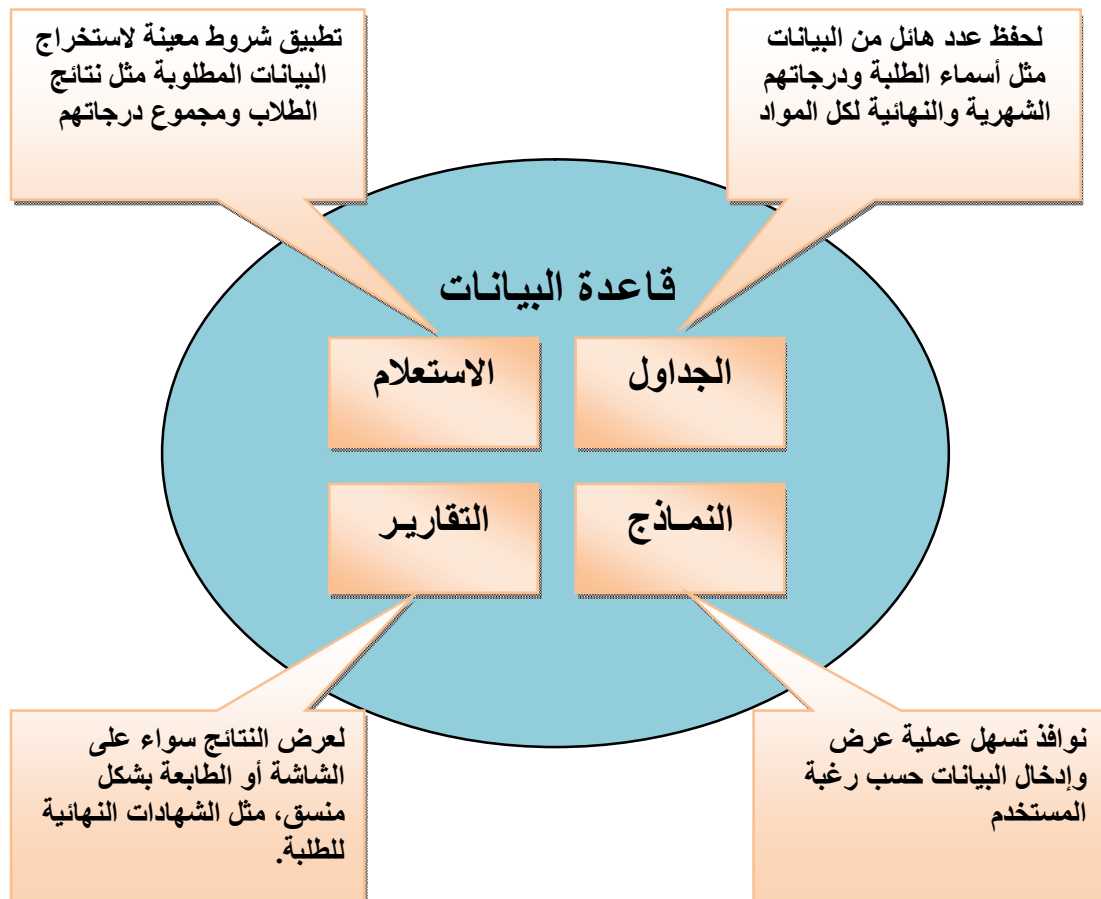 لحفظ عدد هائل من البيانات
مثل أسماء الطلبة ودرجاتهم
الشهرية والنهائية لكل المواد
تطبيق شروط معينة لاستخراج
البيانات المطلوبة مثل نتائج
الطلاب ومجموع درجاتهم
قاعدة البيانات
الجداول
الاستعلام
النمـاذج
التقاريـر
نوافذ تسهل عملية عرض
وإدخال البيانات حسب رغبة
المستخدم
لعرض النتائج سواء على
الشاشة أو الطابعة بشكل
منسق، مثل الشهادات النهائية
للطلبة.